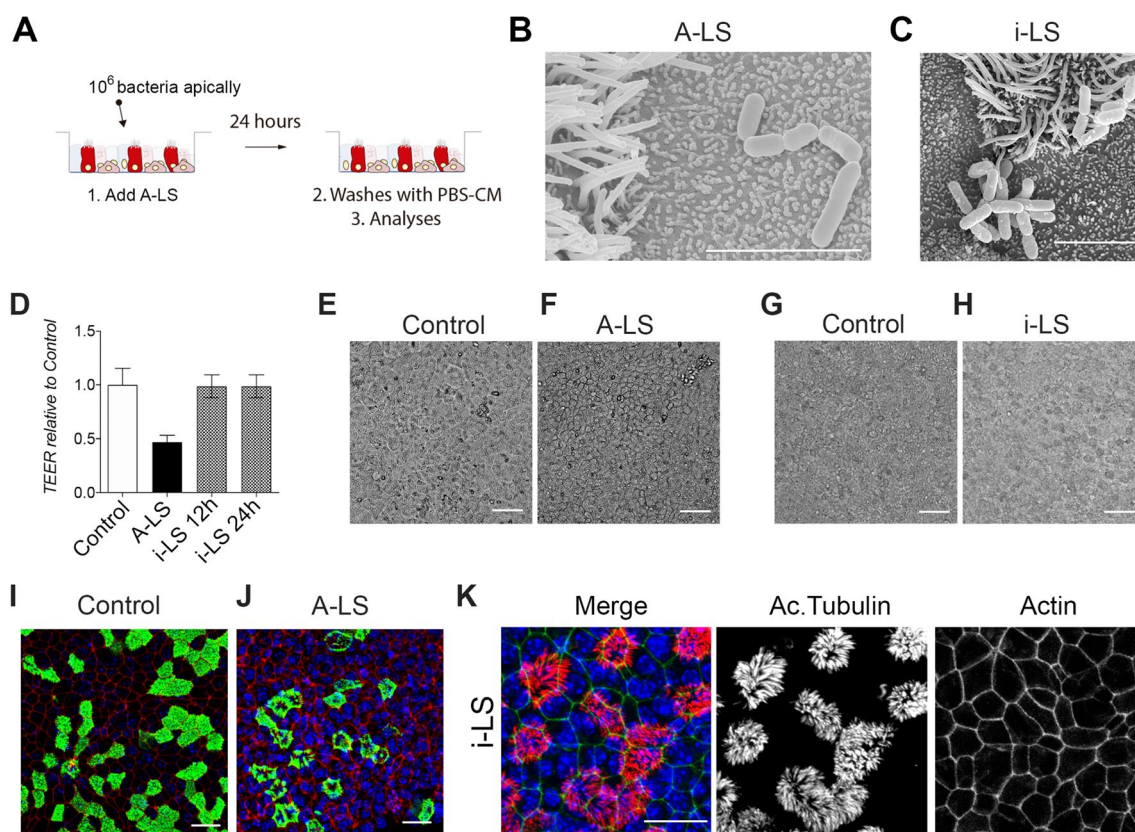 A
10⁶ bacteria apically
24 hours
1. Add A-LS
2. Washes with PBS-CM
3. Analyses
B
A-LS
C
i-LS
D
TEER relative to Control
1.5
1.0
0.5
0.0
Control
A-LS
i-LS 12h
i-LS 24h
E
Control
F
A-LS
G
Control
H
i-LS
I
Control
J
A-LS
K
Merge
Ac.Tubulin
Actin
i-LS